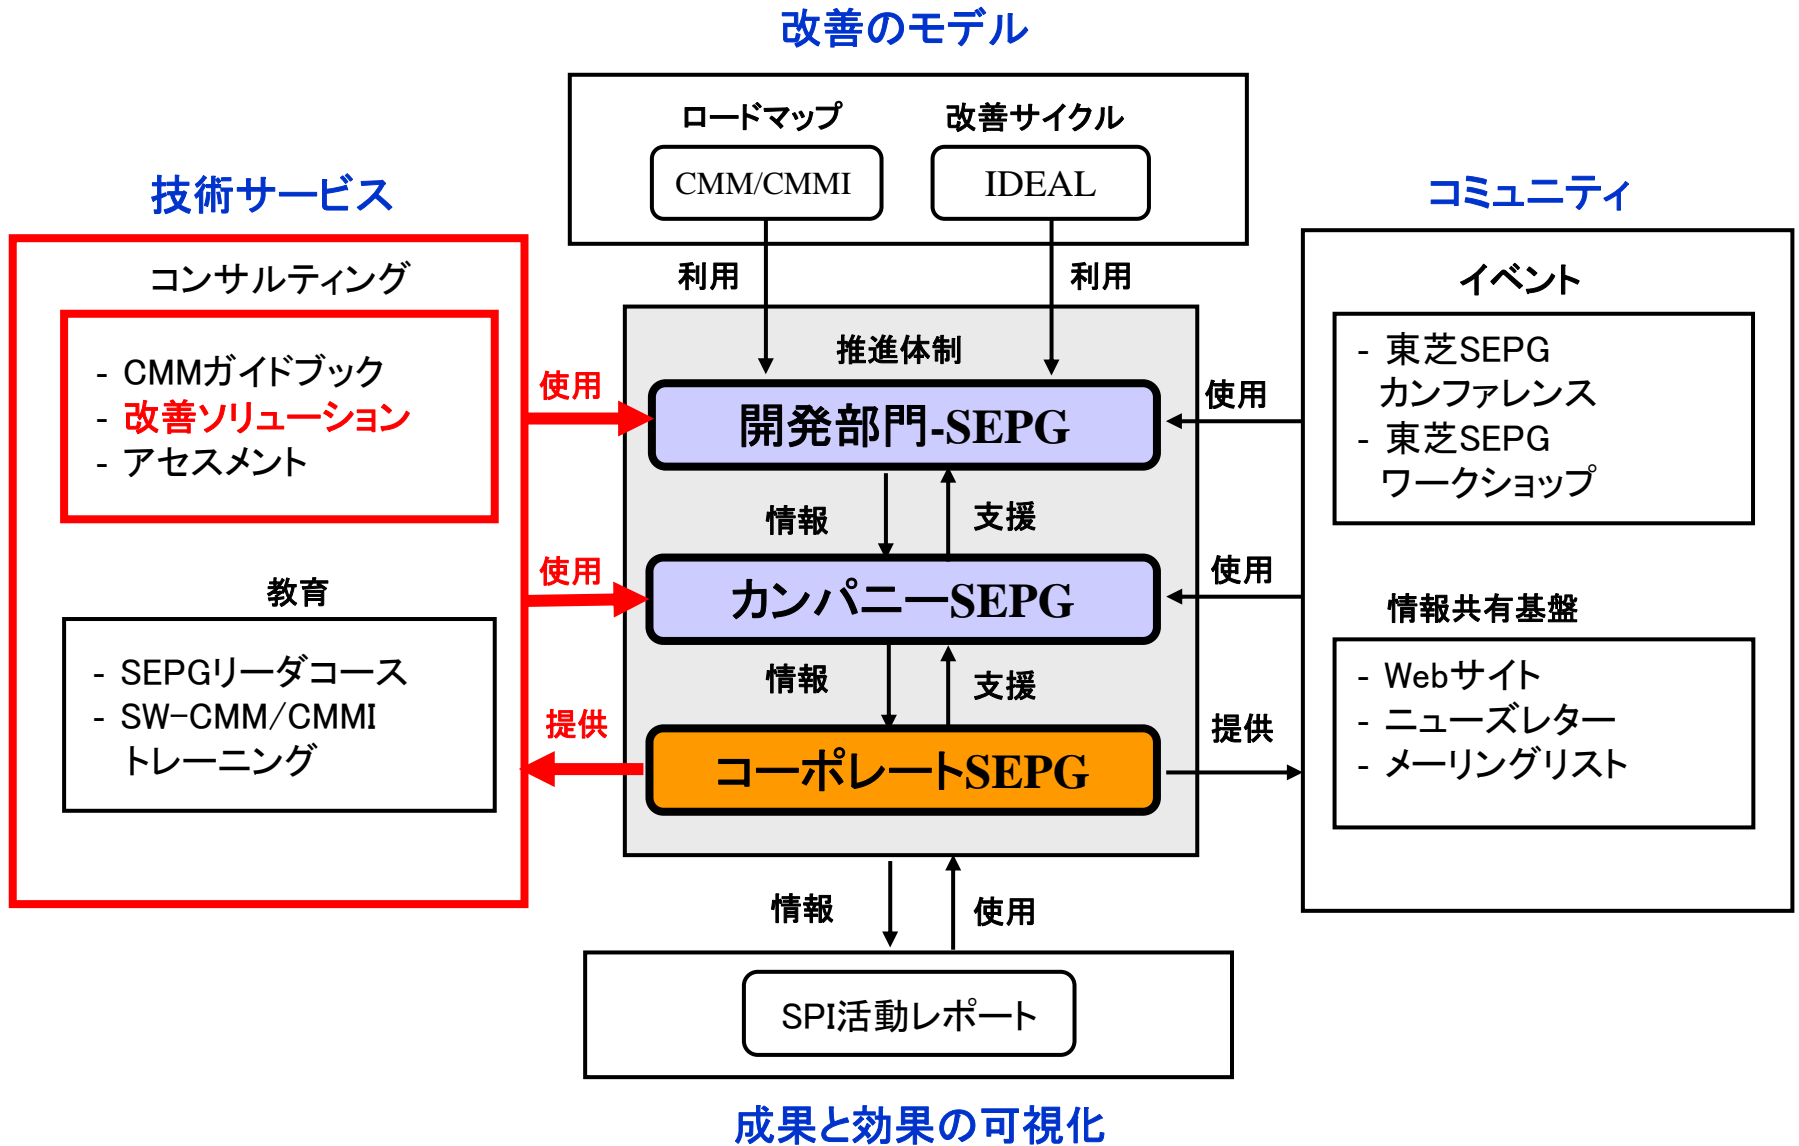 改善のモデル
ロードマップ
改善サイクル
CMM/CMMI
IDEAL
利用
利用
技術サービス
コンサルティング
- CMMガイドブック
- 改善ソリューション
- アセスメント
教育
- SEPGリーダコース
- SW-CMM/CMMI
トレーニング
使用
使用
提供
推進体制
開発部門-SEPG
情報
支援
カンパニーSEPG
情報
支援
コーポレートSEPG
使用
使用
提供
コミュニティ
イベント
- 東芝SEPG
カンファレンス
- 東芝SEPG
ワークショップ
情報共有基盤
- Webサイト
- ニューズレター
- メーリングリスト
情報
使用
SPI活動レポート
成果と効果の可視化